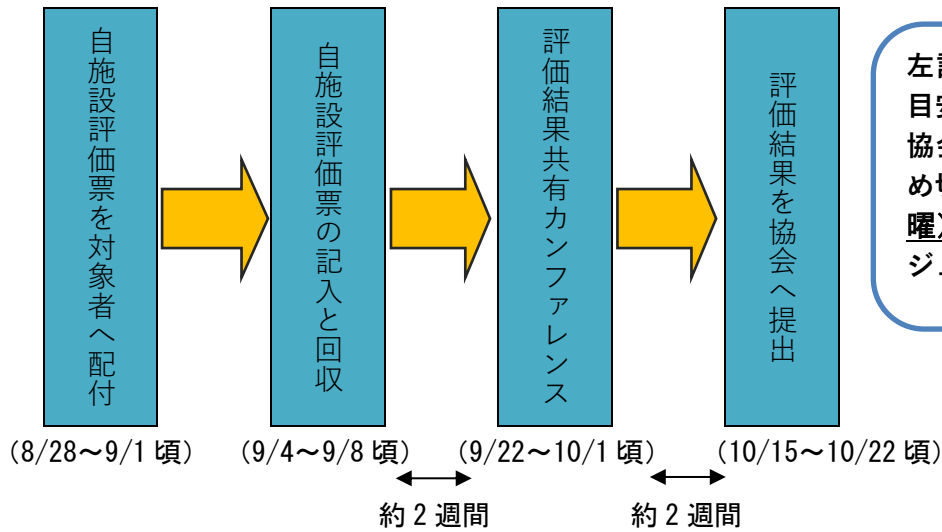 自施設評価票を対象者へ配付
自施設評価票の記入と回収
評価結果共有カンファレンス
評価結果を協会へ提出
(8/28～9/1頃)
(9/4～9/8頃)
(9/22～10/1頃)
(10/15～10/22頃)
約2週間
約2週間
目安
協会
曜)